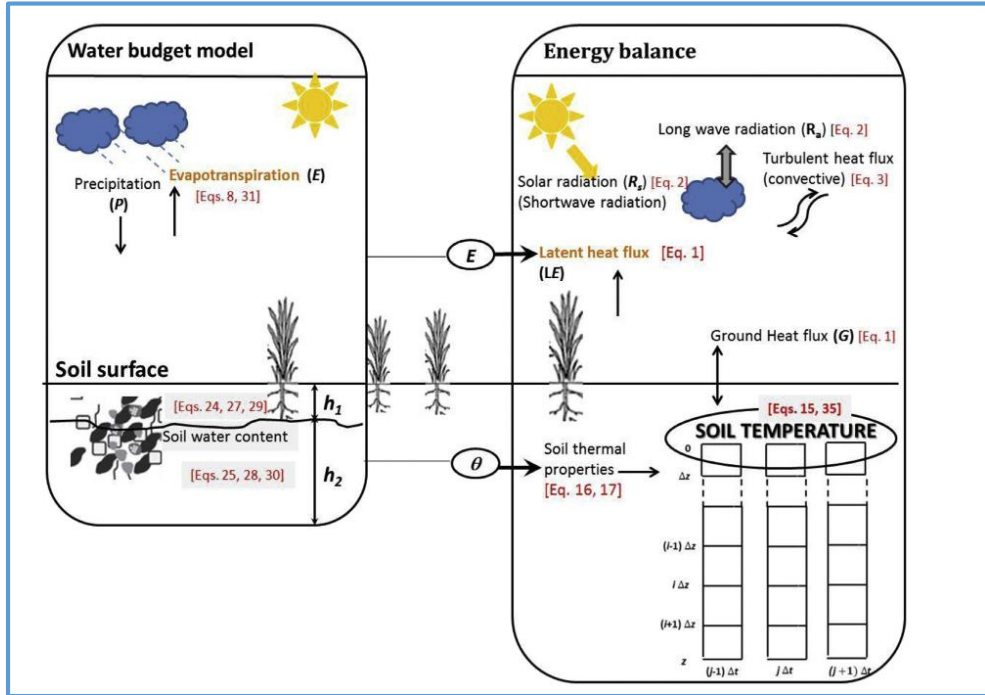 Water budget model
Precipitation
(P)
Evapotranspiration (E)
[Eqs. 8, 31]
Soil surface
[Eqs. 24, 27, 29]
Soil water content
[Eqs. 25, 28, 30]
h1
h2
E
θ
Energy balance
Long wave radiation (Ra) [Eq. 2]
Turbulent heat flux
(convective) [Eq. 3]
Solar radiation (Rs) [Eq. 2]
(Shortwave radiation)
Latent heat flux [Eq. 1]
(LE)
Ground Heat flux (G) [Eq. 1]
[Eqs. 15, 35]
SOIL TEMPERATURE
Soil thermal
properties
[Eq. 16, 17]
0
Δz
(i-1) Δz
i Δz
(i+1) Δz
z
(j-1) Δt
j Δt
(j +1) Δt